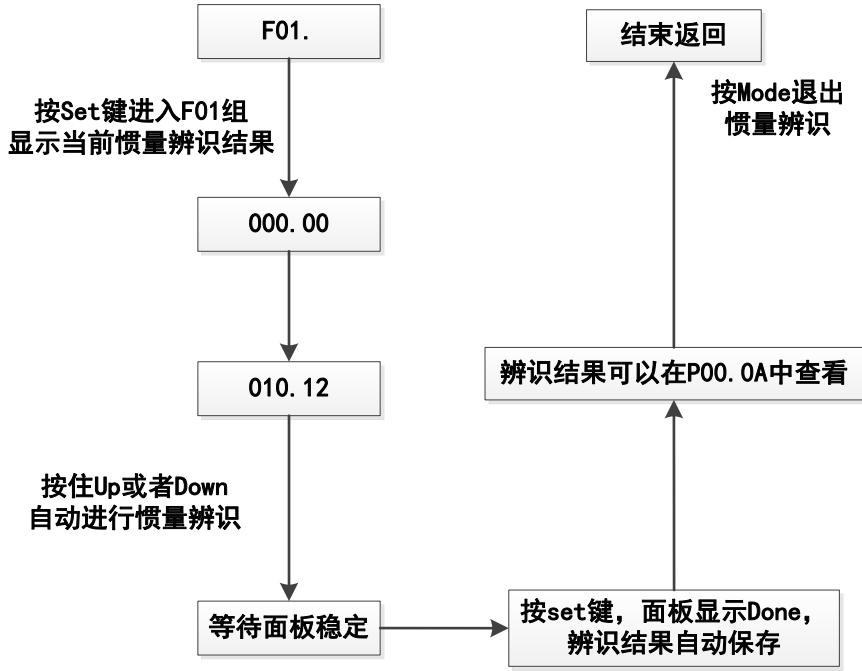 F01.
按Set键进入F01组
显示当前惯量辨识结果
000.00
010.12
按住Up或者Down
自动进行惯量辨识
等待面板稳定
按set键，面板显示Done，
辨识结果自动保存
辨识结果可以在P00.0A中查看
按Mode退出
惯量辨识
结束返回